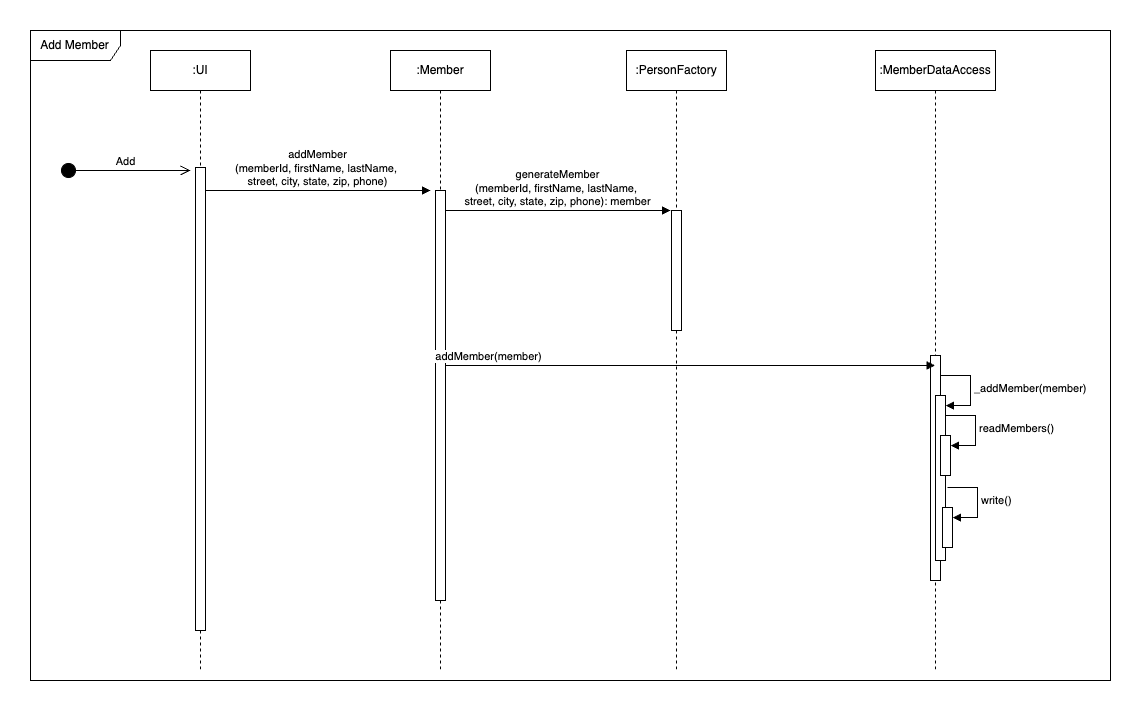 Add Member
:UI
:Member
:PersonFactory
:MemberDataAccess
Add
addMember
(memberId, firstName, lastName,
street, city, state, zip, phone)
generateMember
(memberId, firstName, lastName,
street, city, state, zip, phone): member
addMember(member)
_addMember(member)
readMembers()
write()